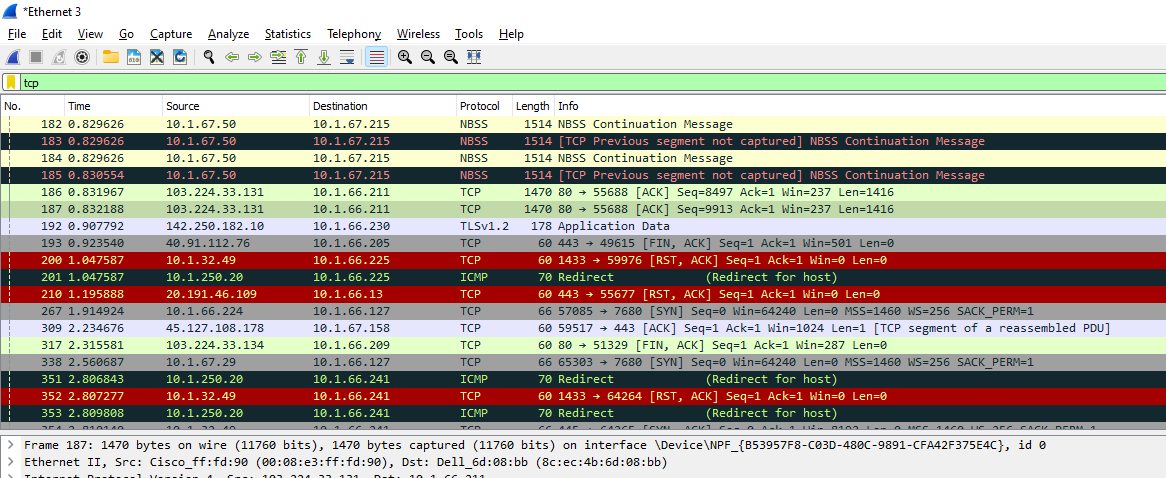 *Ethernet 3
File Edit View Go Capture Analyze Statistics Telephony Wireless Tools Help
tcp
No. Time Source Destination Protocol Length Info
182 0.829626 10.1.67.50 10.1.67.215 NBSS 1514 NBSS Continuation Message
183 0.829626 10.1.67.50 10.1.67.215 NBSS 1514 [TCP Previous segment not captured] NBSS Continuation Message
184 0.829626 10.1.67.50 10.1.67.215 NBSS 1514 NBSS Continuation Message
185 0.830554 10.1.67.50 10.1.67.215 NBSS 1514 [TCP Previous segment not captured] NBSS Continuation Message
186 0.831967 103.224.33.131 10.1.66.211 TCP 1470 80 → 55688 [ACK] Seq=8497 Ack=1 Win=237 Len=1416
187 0.832188 103.224.33.131 10.1.66.211 TCP 1470 80 → 55688 [ACK] Seq=9913 Ack=1 Win=237 Len=1416
192 0.907792 142.250.182.10 10.1.66.230 TLSv1.2 178 Application Data
193 0.923540 40.91.112.76 10.1.66.205 TCP 60 443 → 49615 [FIN, ACK] Seq=1 Ack=1 Win=501 Len=0
200 1.047587 10.1.32.49 10.1.66.225 TCP 60 1433 → 59976 [RST, ACK] Seq=1 Ack=1 Win=0 Len=0
201 1.047587 10.1.250.20 10.1.66.225 ICMP 70 Redirect (Redirect for host)
210 1.195888 20.191.46.109 10.1.66.13 TCP 60 443 → 55677 [RST, ACK] Seq=1 Ack=1 Win=0 Len=0
267 1.914924 10.1.66.224 10.1.66.127 TCP 66 57085 → 7680 [SYN] Seq=0 Win=64240 Len=0 MSS=1460 WS=256 SACK_PERM=1
309 2.234676 45.127.108.178 10.1.67.158 TCP 60 59517 → 443 [ACK] Seq=1 Ack=1 Win=1024 Len=1 [TCP segment of a reassembled PDU]
317 2.315581 103.224.33.134 10.1.66.209 TCP 60 80 → 51329 [FIN, ACK] Seq=1 Ack=1 Win=287 Len=0
338 2.560687 10.1.67.29 10.1.66.127 TCP 66 65303 → 7680 [SYN] Seq=0 Win=64240 Len=0 MSS=1460 WS=256 SACK_PERM=1
351 2.806843 10.1.250.20 10.1.66.241 ICMP 70 Redirect (Redirect for host)
352 2.807277 10.1.32.49 10.1.66.241 TCP 60 1433 → 64264 [RST, ACK] Seq=1 Ack=1 Win=0 Len=0
353 2.809808 10.1.250.20 10.1.66.241 ICMP 70 Redirect (Redirect for host)
Frame 187: 1470 bytes on wire (11760 bits), 1470 bytes captured (11760 bits) on interface \Device\NPF_{B53957F8-C03D-480C-9891-CFA42F375E4C}, id 0
Ethernet II, Src: Cisco_ff:fd:90 (00:08:e3:ff:fd:90), Dst: Dell_6d:08:bb (8c:ec:4b:6d:08:bb)